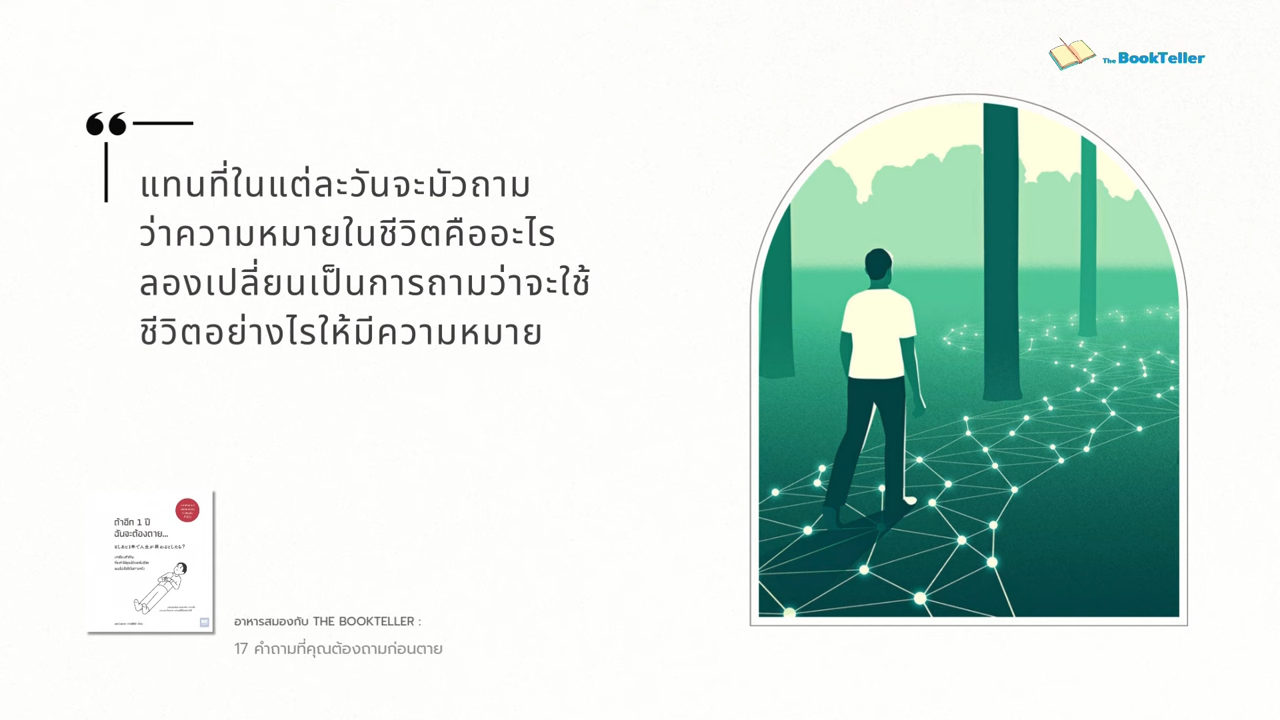 The BookTeller
แทนที่ในแต่ละวันจะมัวถาม
ว่าความหมายในชีวิตคืออะไร
ลองเปลี่ยนเป็นการถามว่าจะใช้
ชีวิตอย่างไรให้มีความหมาย
ถ้าอีก 1 ปี
ฉันจะต้องตาย...
อาหารสมองกับ THE BOOKTELLER :
17 คำถามที่คุณต้องถามก่อนตาย